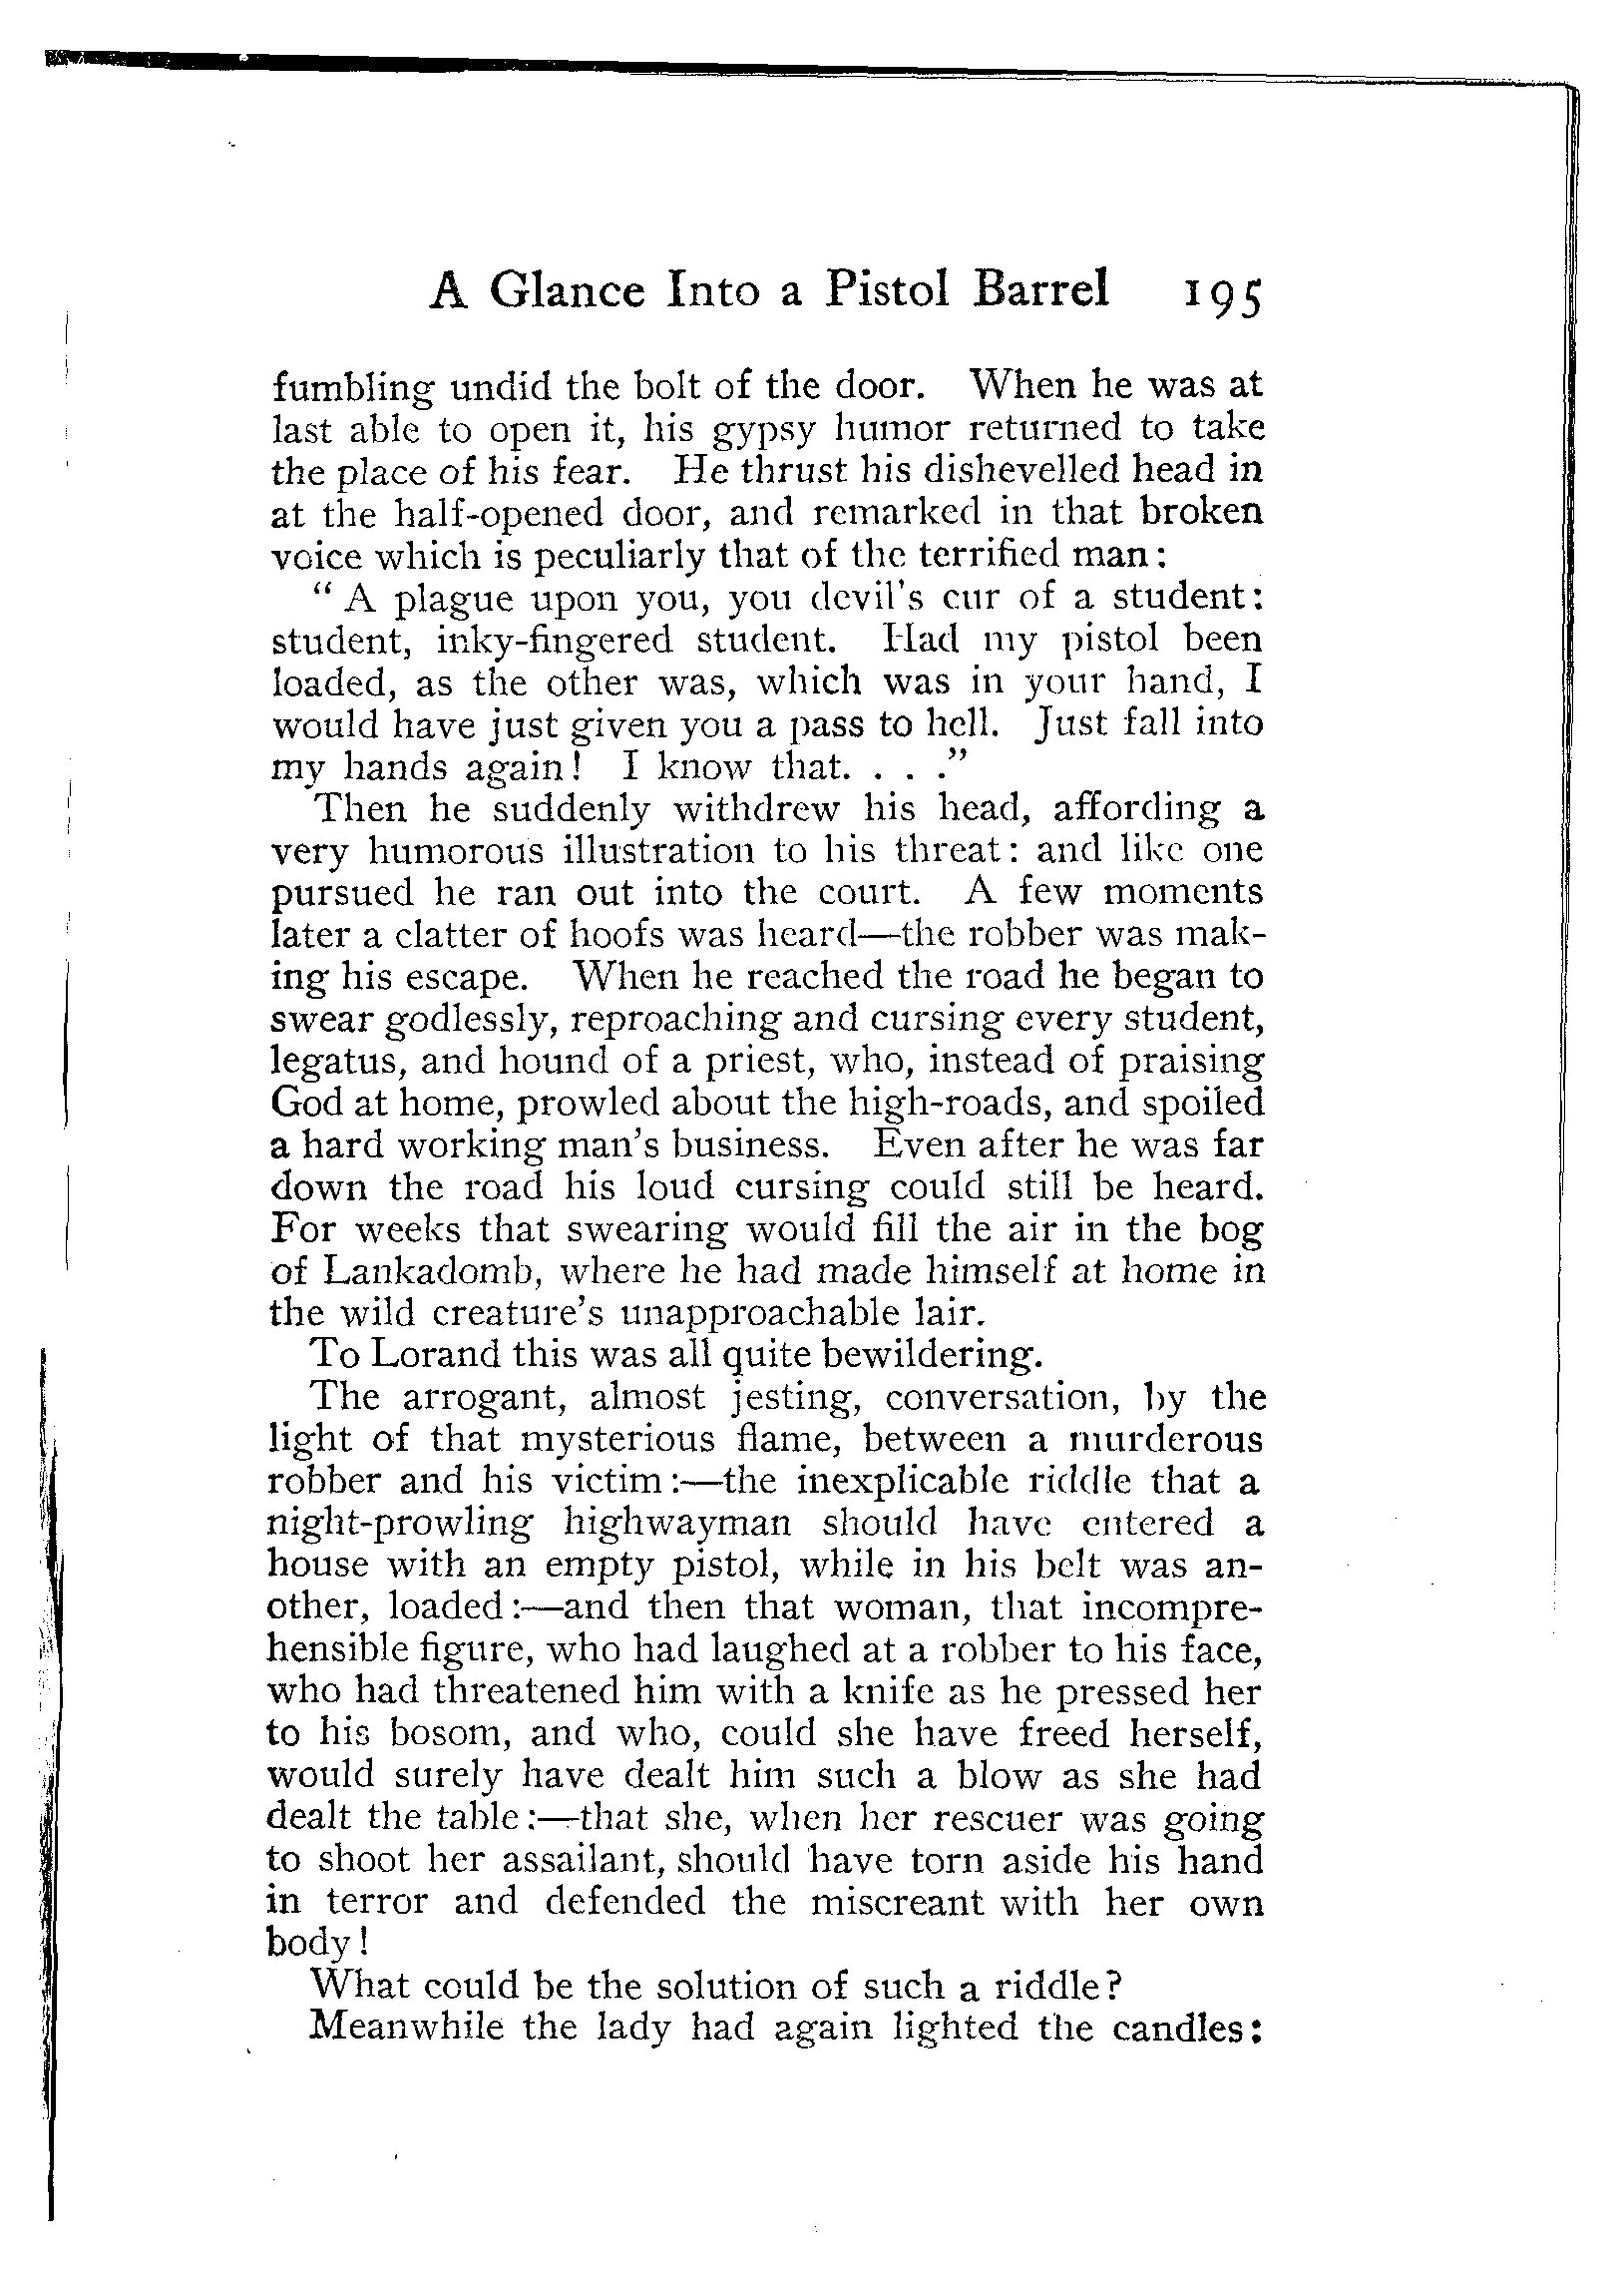 A Glance Into a Pistol Barrel 195
fumbling undid the bolt of the door. When he was at
last able to open it, his gypsy humor returned to take
the place of his fear. He thrust his dishevelled head in
at the half-opened door, and remarked in that broken
voice which is peculiarly that of the terrified man:
“A plague upon you, you devil's cur of a student:
student, inky-fingered student. Had my pistol been
loaded, as the other was, which was in your hand, I
would have just given you a pass to hell. Just fall into
my hands again! I know that. . . .”
Then he suddenly withdrew his head, affording a
very humorous illustration to his threat: and like one
pursued he ran out into the court. A few moments
later a clatter of hoofs was heard—the robber was mak-
ing his escape. When he reached the road he began to
swear godlessly, reproaching and cursing every student,
legatus, and hound of a priest, who, instead of praising
God at home, prowled about the high-roads, and spoiled
a hard working man's business. Even after he was far
down the road his loud cursing could still be heard.
For weeks that swearing would fill the air in the bog
of Lankadomb, where he had made himself at home in
the wild creature's unapproachable lair.
To Lorand this was all quite bewildering.
The arrogant, almost jesting, conversation, by the
light of that mysterious flame, between a murderous
robber and his victim:—the inexplicable riddle that a
night-prowling highwayman should have entered a
house with an empty pistol, while in his belt was an-
other, loaded:—and then that woman, that incompre-
hensible figure, who had laughed at a robber to his face,
who had threatened him with a knife as he pressed her
to his bosom, and who, could she have freed herself,
would surely have dealt him such a blow as she had
dealt the table:—that she, when her rescuer was going
to shoot her assailant, should have torn aside his hand
in terror and defended the miscreant with her own
body!
What could be the solution of such a riddle?
Meanwhile the lady had again lighted the candles: